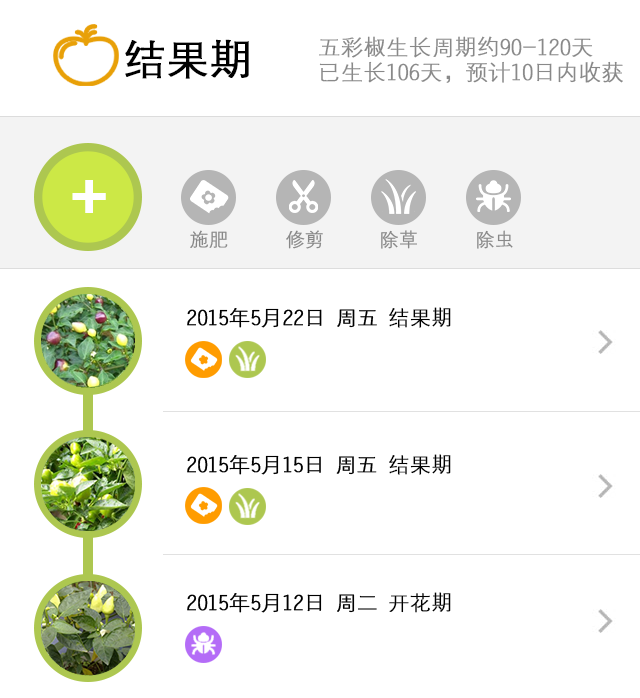 结果期
五彩椒生长周期约90-120天
已生长106天，预计10日内收获
施肥
修剪
除草
除虫
2015年5月22日 周五 结果期
2015年5月15日 周五 结果期
2015年5月12日 周二 开花期